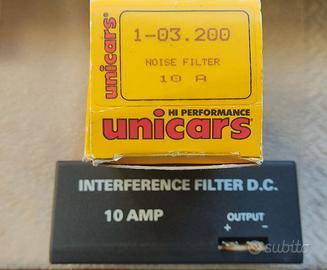 unicars
1-03.200
NOISE FILTER
10 A
HI PERFORMANCE
unicars
INTERFERENCE FILTER D.C.
10 AMP
OUTPUT
+ -
subito